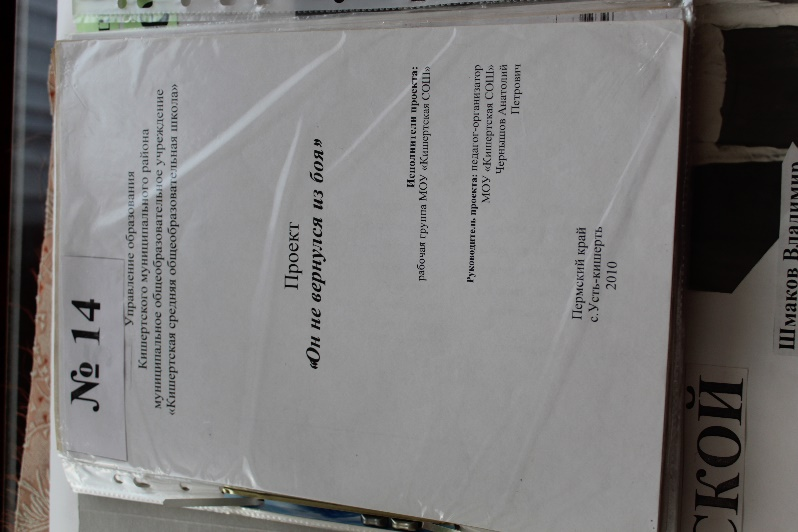 № 14
Управление образования
Кишертского муниципального района
муниципальное общеобразовательное учреждение
«Кишертская средняя общеобразовательная школа»
Проект
«Он не вернулся из боя»
Исполнители проекта:
рабочая группа МОУ «Кишертская СОШ»
Руководитель проекта: педагог-организатор
МОУ «Кишертская СОШ»
Чернышов Анатолий
Петрович
Пермский край
с.Усть-кишерть
2010
СКОЙ
Шмаков Владимир